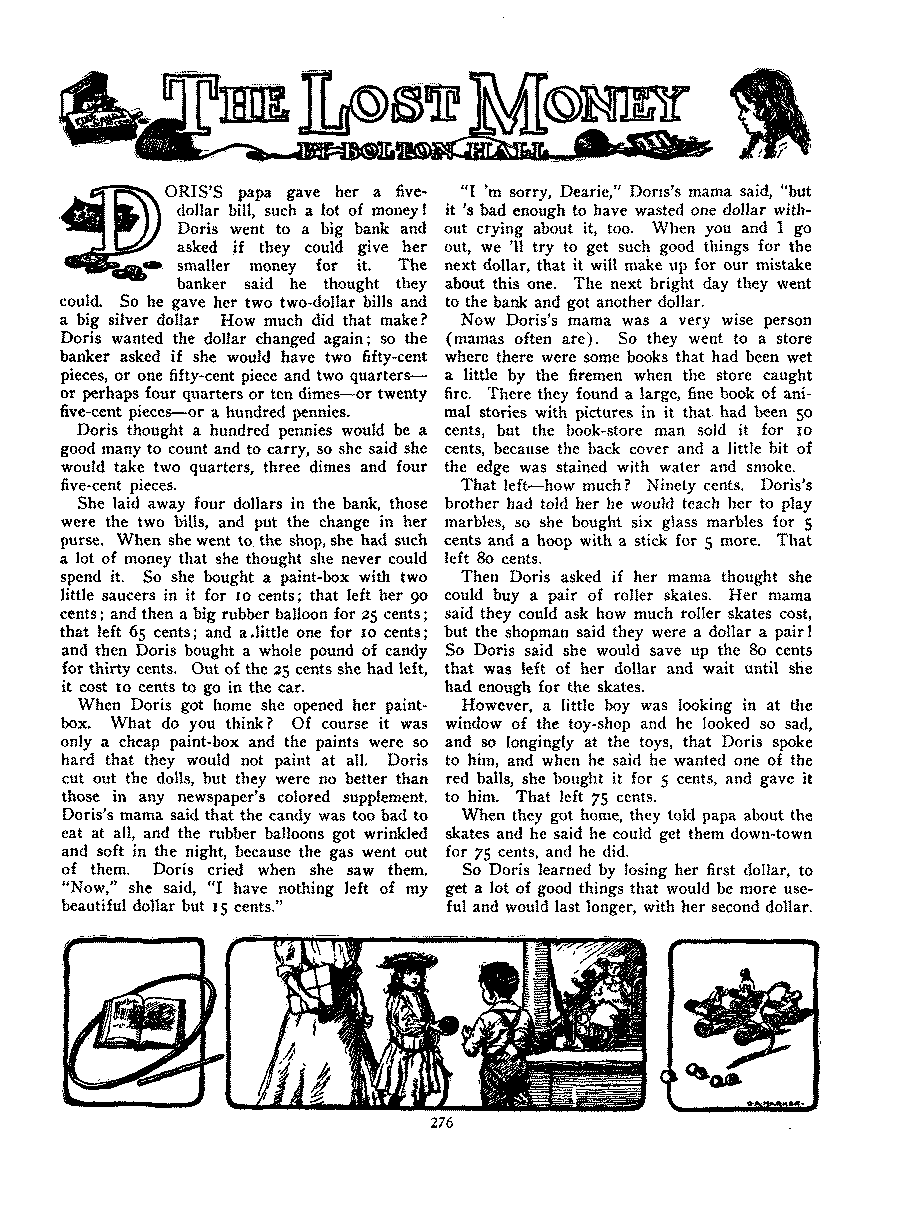 THE LOST MONEY
BY BOLTON HALL
DORIS'S papa gave her a five-
dollar bill, such a lot of money!
Doris went to a big bank and
asked if they could give her
smaller money for it. The
banker said he thought they
could. So he gave her two two-dollar bills and
a big silver dollar How much did that make?
Doris wanted the dollar changed again; so the
banker asked if she would have two fifty-cent
pieces, or one fifty-cent piece and two quarters—
or perhaps four quarters or ten dimes—or twenty
five-cent pieces—or a hundred pennies.
Doris thought a hundred pennies would be a
good many to count and to carry, so she said she
would take two quarters, three dimes and four
five-cent pieces.
She laid away four dollars in the bank, those
were the two bills, and put the change in her
purse. When she went to the shop, she had such
a lot of money that she thought she never could
spend it. So she bought a paint-box with two
little saucers in it for 10 cents; that left her 90
cents; and then a big rubber balloon for 25 cents;
that left 65 cents; and a little one for 10 cents;
and then Doris bought a whole pound of candy
for thirty cents. Out of the 25 cents she had left,
it cost 10 cents to go in the car.
When Doris got home she opened her paint-
box. What do you think? Of course it was
only a cheap paint-box and the paints were so
hard that they would not paint at all. Doris
cut out the dolls, but they were no better than
those in any newspaper's colored supplement.
Doris's mama said that the candy was too bad to
eat at all, and the rubber balloons got wrinkled
and soft in the night, because the gas went out
of them. Doris cried when she saw them.
"Now," she said, "I have nothing left of my
beautiful dollar but 15 cents."
"I 'm sorry, Dearie," Doris's mama said, "but
it 's bad enough to have wasted one dollar with-
out crying about it, too. When you and I go
out, we 'll try to get such good things for the
next dollar, that it will make up for our mistake
about this one. The next bright day they went
to the bank and got another dollar.
Now Doris's mama was a very wise person
(mamas often are). So they went to a store
where there were some books that had been wet
a little by the firemen when the store caught
fire. There they found a large, fine book of ani-
mal stories with pictures in it that had been 50
cents, but the book-store man sold it for 10
cents, because the back cover and a little bit of
the edge was stained with water and smoke.
That left—how much? Ninety cents. Doris's
brother had told her he would teach her to play
marbles, so she bought six glass marbles for 5
cents and a hoop with a stick for 5 more. That
left 80 cents.
Then Doris asked if her mama thought she
could buy a pair of roller skates. Her mama
said they could ask how much roller skates cost,
but the shopman said they were a dollar a pair!
So Doris said she would save up the 80 cents
that was left of her dollar and wait until she
had enough for the skates.
However, a little boy was looking in at the
window of the toy-shop and he looked so sad,
and so longingly at the toys, that Doris spoke
to him, and when he said he wanted one of the
red balls, she bought it for 5 cents, and gave it
to him. That left 75 cents.
When they got home, they told papa about the
skates and he said he could get them down-town
for 75 cents, and he did.
So Doris learned by losing her first dollar, to
get a lot of good things that would be more use-
ful and would last longer, with her second dollar.
276